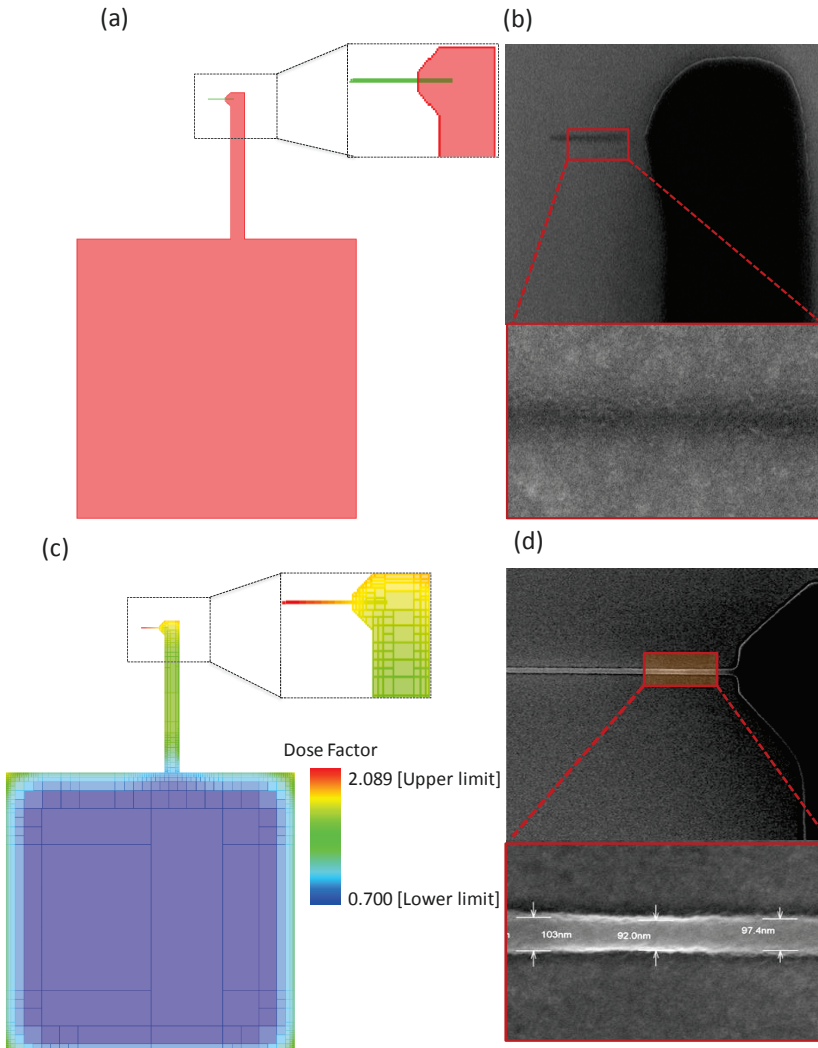 (a)
(b)
(c)
(d)
Dose Factor
2.089 [Upper limit]
0.700 [Lower limit]
103nm
92.0nm
97.4nm